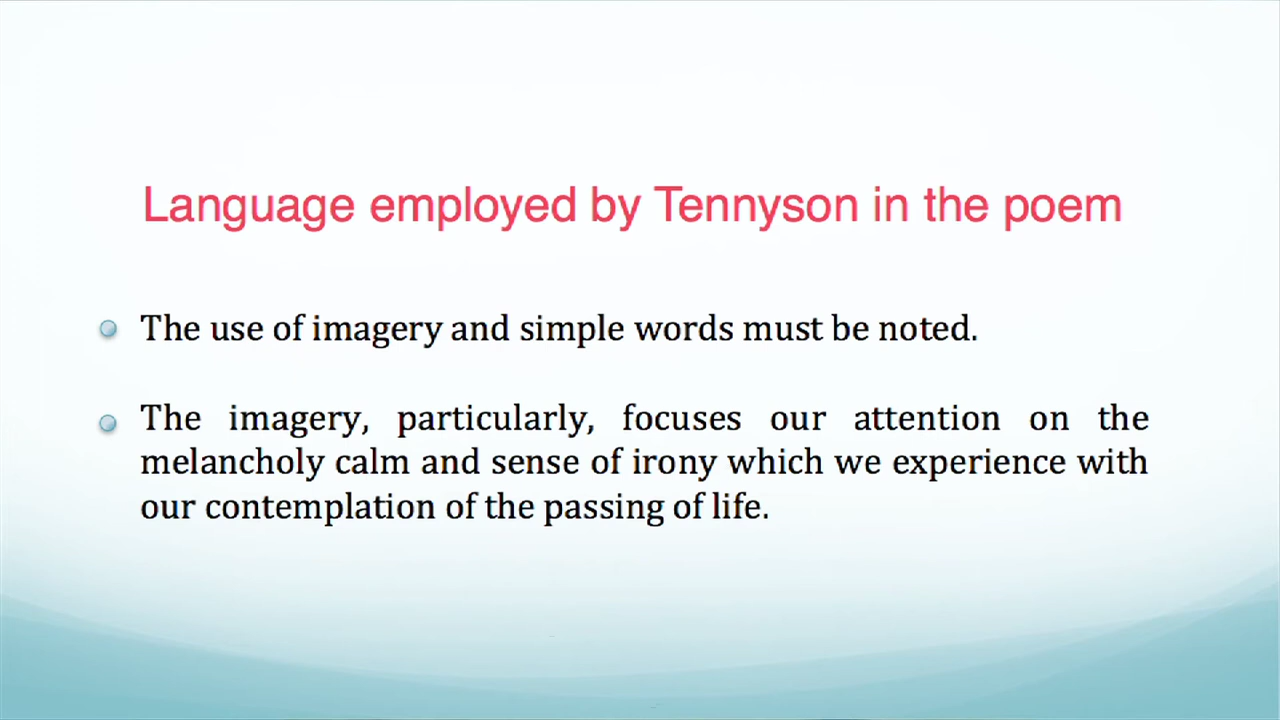 Language employed by Tennyson in the poem
The use of imagery and simple words must be noted.
The imagery, particularly, focuses our attention on the
melancholy calm and sense of irony which we experience with
our contemplation of the passing of life.